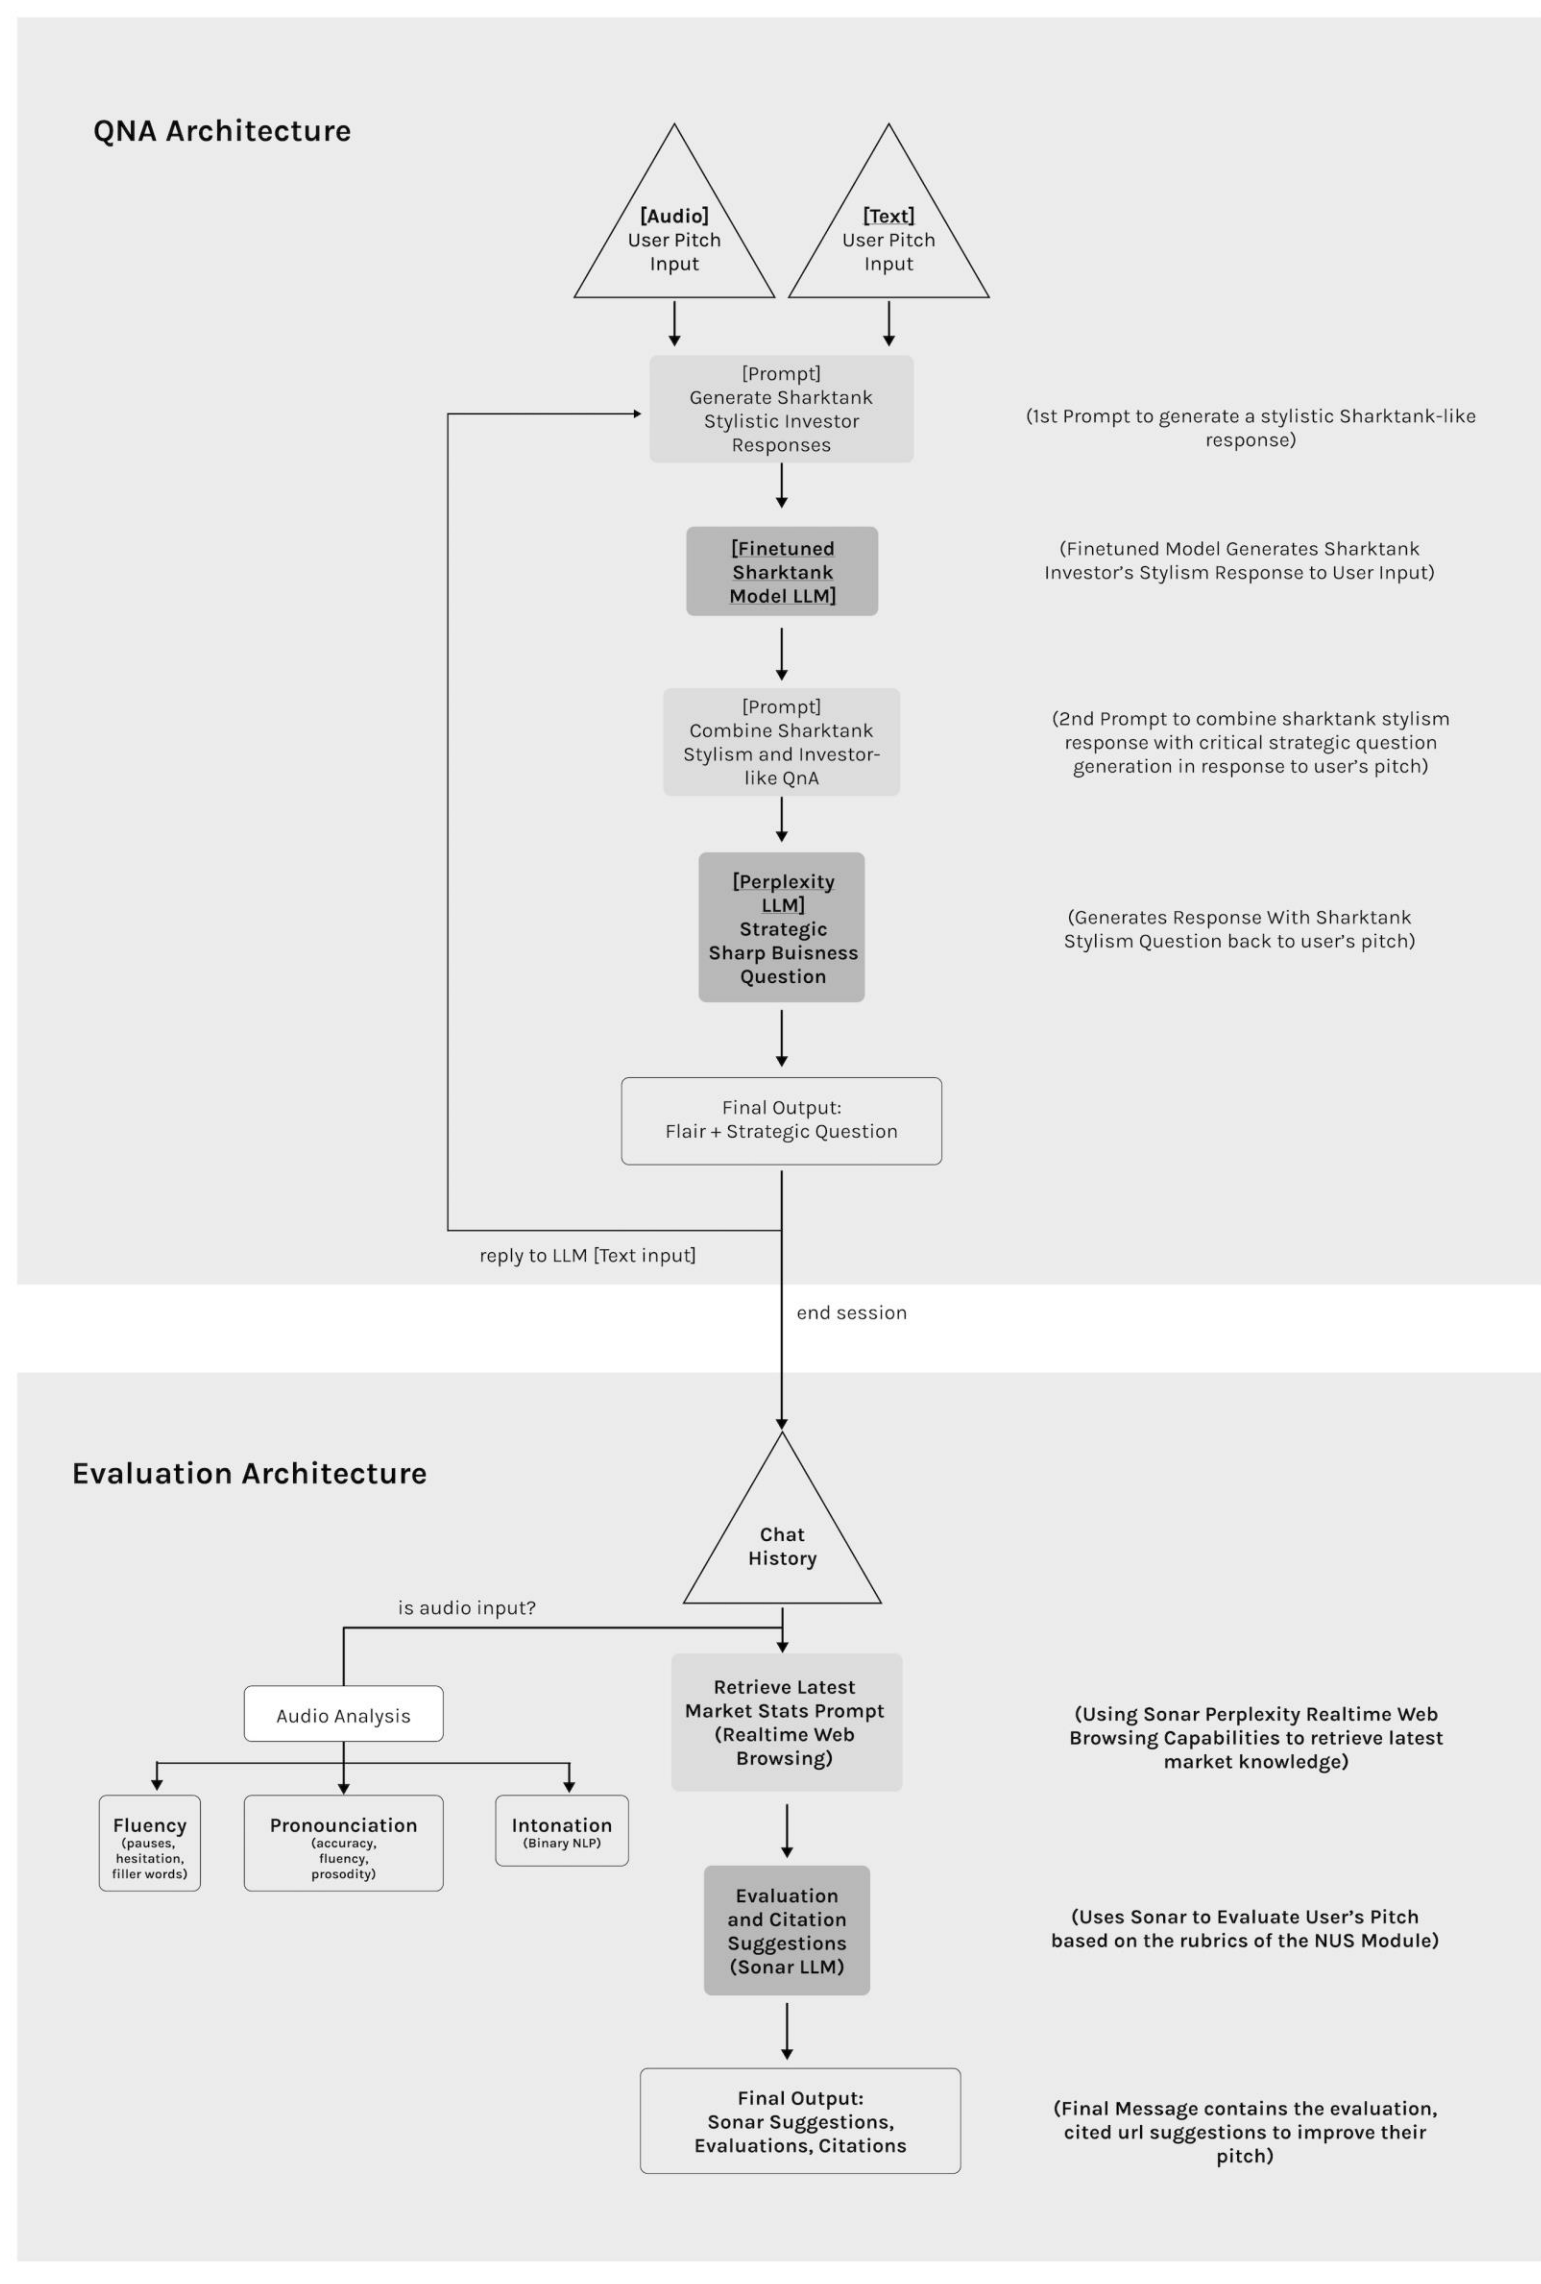 QNA Architecture
[Audio]
User Pitch
Input
[Text]
User Pitch
Input
[Prompt]
Generate Sharktank
Stylistic Investor
Responses
(1st Prompt to generate a stylistic Sharktank-like
response)
[Finetuned
Sharktank
Model LLM]
(Finetuned Model Generates Sharktank
Investor's Stylism Response to User Input)
[Prompt]
Combine Sharktank
Stylism and Investor-
like QnA
(2nd Prompt to combine sharktank stylism
response with critical strategic question
generation in response to user's pitch)
[Perplexity
LLM]
Strategic
Sharp Buisness
Question
(Generates Response With Sharktank
Stylism Question back to user's pitch)
Final Output:
Flair + Strategic Question
reply to LLM [Text input]
end session
Evaluation Architecture
Chat
History
is audio input?
Audio Analysis
Fluency
(pauses,
hesitation,
filler words)
Pronounciation
(accuracy,
fluency,
prosodity)
Intonation
(Binary NLP)
Retrieve Latest
Market Stats Prompt
(Realtime Web
Browsing)
(Using Sonar Perplexity Realtime Web
Browsing Capabilities to retrieve latest
market knowledge)
Evaluation
and Citation
Suggestions
(Sonar LLM)
(Uses Sonar to Evaluate User's Pitch
based on the rubrics of the NUS Module)
Final Output:
Sonar Suggestions,
Evaluations, Citations
(Final Message contains the evaluation,
cited url suggestions to improve their
pitch)